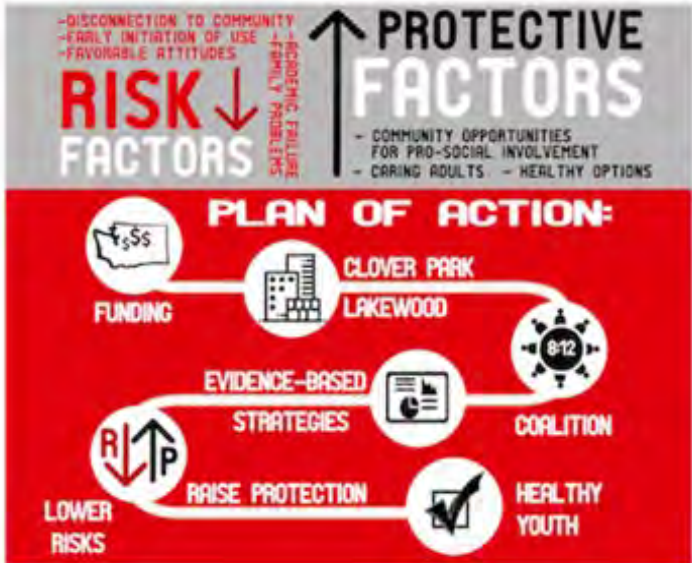 -DISCONNECTION TO COMMUNITY
-EARLY INITIATION OF USE
-FAVORABLE ATTITUDES
-ACADEMIC FAILURE
-FAMILY PROBLEMS
RISK
FACTORS
PROTECTIVE
FACTORS
- COMMUNITY OPPORTUNITIES
FOR PRO-SOCIAL INVOLVEMENT
- CARING ADULTS - HEALTHY OPTIONS
PLAN OF ACTION:
$$$$
FUNDING
CLOVER PARK
LAKEWOOD
8:12
COALITION
EVIDENCE-BASED
STRATEGIES
R P
LOWER
RISKS
RAISE PROTECTION
HEALTHY
YOUTH